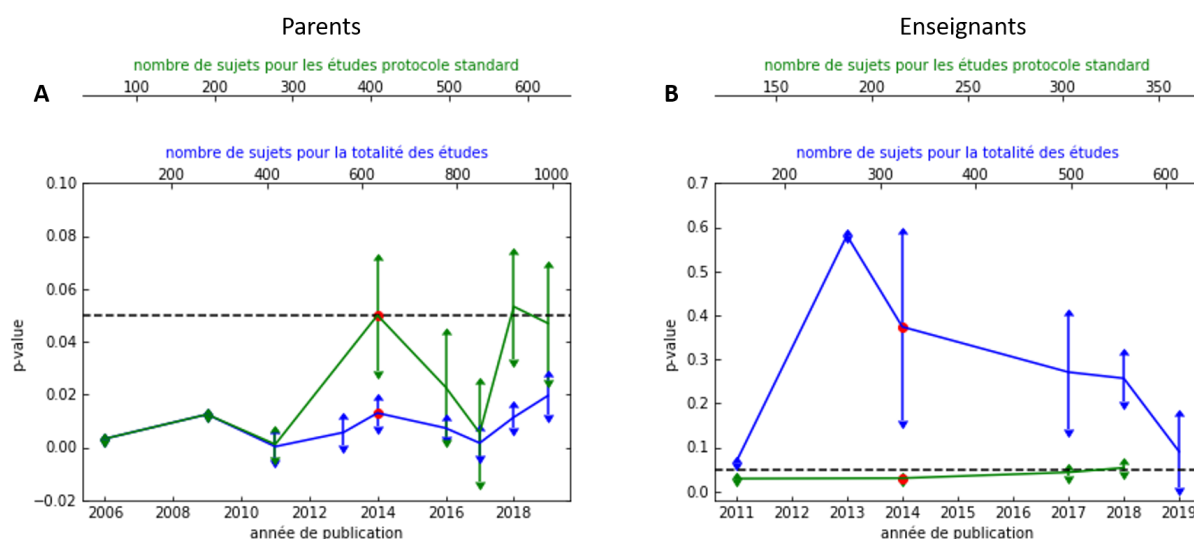 Parents
Enseignants
nombre de sujets pour les études protocole standard
nombre de sujets pour les études protocole standard
A
100 200 300 400 500 600
B
150 200 250 300 350
nombre de sujets pour la totalité des études
nombre de sujets pour la totalité des études
200 400 600 800 1000
200 300 400 500 600
0.10
0.08
0.06
0.04
0.02
0.00
−0.02
p-value
2006 2008 2010 2012 2014 2016 2018
année de publication
0.7
0.6
0.5
0.4
0.3
0.2
0.1
0.0
p-value
2011 2012 2013 2014 2015 2016 2017 2018 2019
année de publication